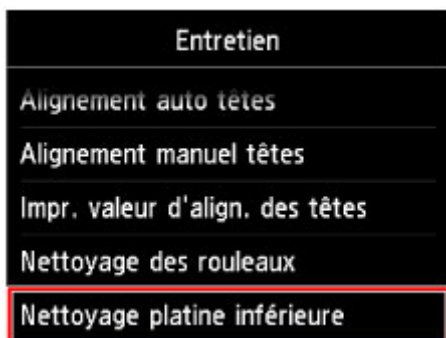 Entretien
Alignement auto têtes
Alignement manuel têtes
Impr. valeur d'align. des têtes
Nettoyage des rouleaux
Nettoyage platine inférieure